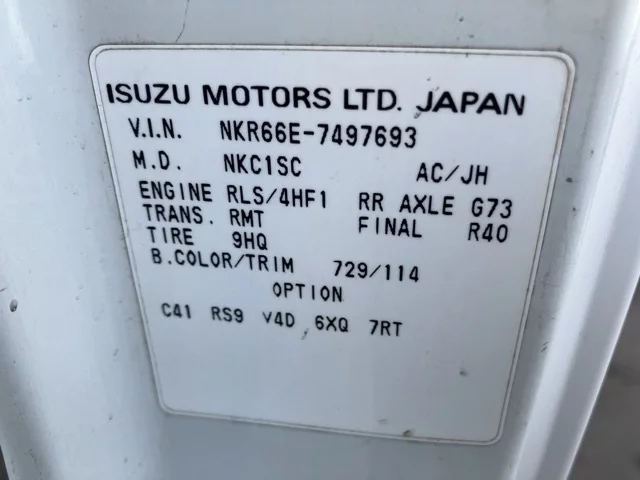 ISUZU MOTORS LTD. JAPAN
V.I.N. NKR66E-7497693
M.D. NKC1SC AC/JH
ENGINE RLS/4HF1 RR AXLE G73
TRANS. RMT FINAL R40
TIRE 9HQ
B.COLOR/TRIM 729/114
OPTION
C41 RS9 V4D 6XQ 7RT